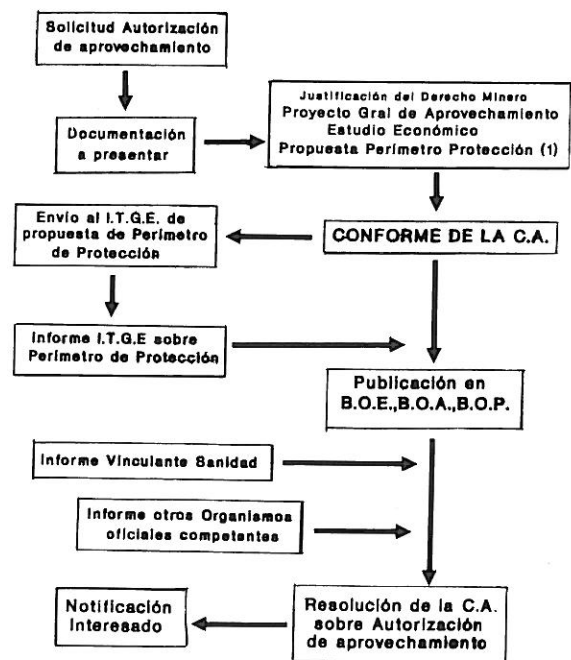 Solicitud Autorización
de aprovechamiento
Documentación
a presentar
Justificación del Derecho Minero
Proyecto Gral de Aprovechamiento
Estudio Económico
Propuesta Perímetro Protección (1)
Envío al I.T.G.E. de
propuesta de Perímetro
de Protección
CONFORME DE LA C.A.
Informe I.T.G.E sobre
Perímetro de Protección
Publicación en
B.O.E.,B.O.A.,B.O.P.
Informe Vinculante Sanidad
Informe otros Organismoa
oficiales competentes
Notificación
Interesado
Resolución de la C.A.
sobre Autorización
de aprovechamiento